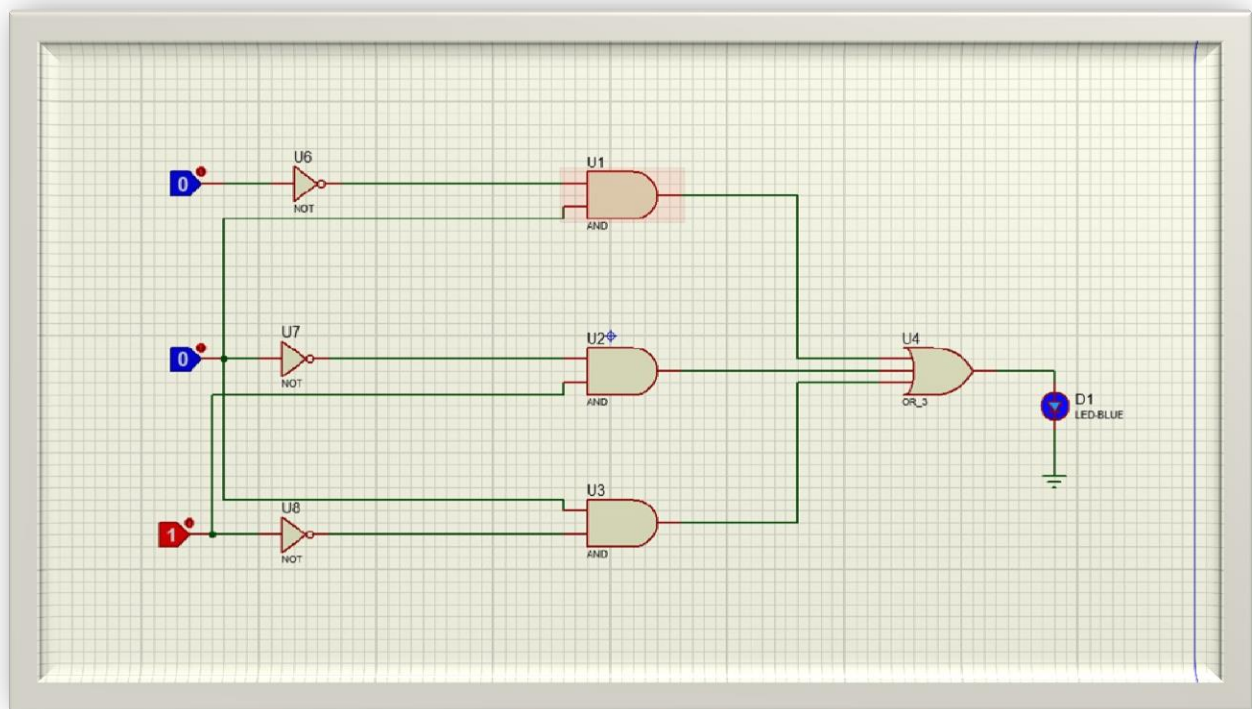 U6
0
NOT
U1
AND
U7
0
NOT
U2
AND
U4
OR_3
D1
LED-BLUE
U8
1
NOT
U3
AND